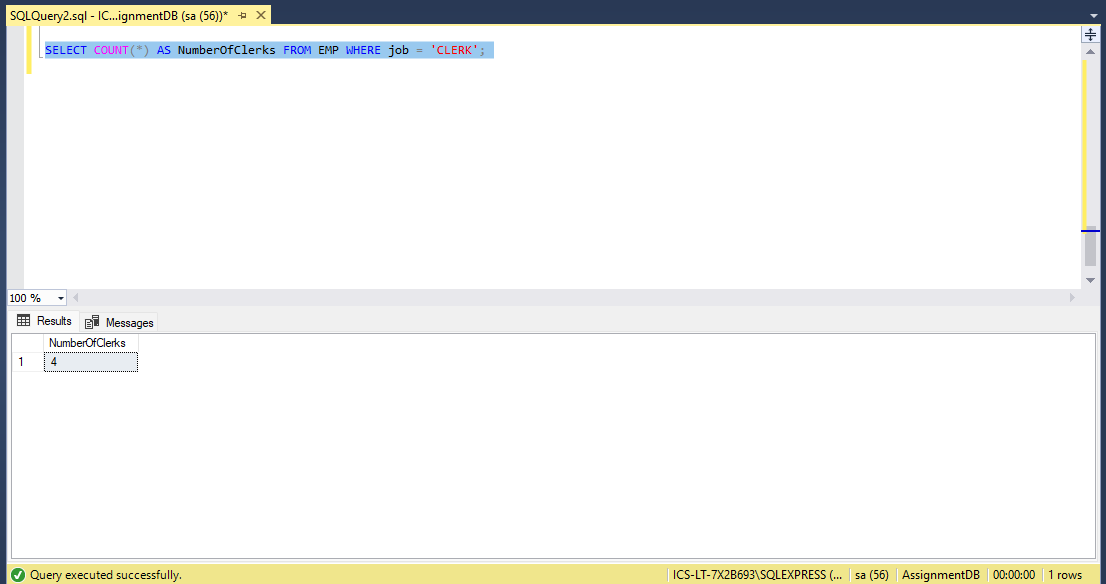 SQLQuery2.sql - IC...ignmentDB (sa (56))*
SELECT COUNT(*) AS NumberOfClerks FROM EMP WHERE job = 'CLERK';
100 %
Results Messages
NumberOfClerks
1 4
Query executed successfully. ICS-LT-7X2B693\SQLEXPRESS (... sa (56) AssignmentDB 00:00:00 1 rows